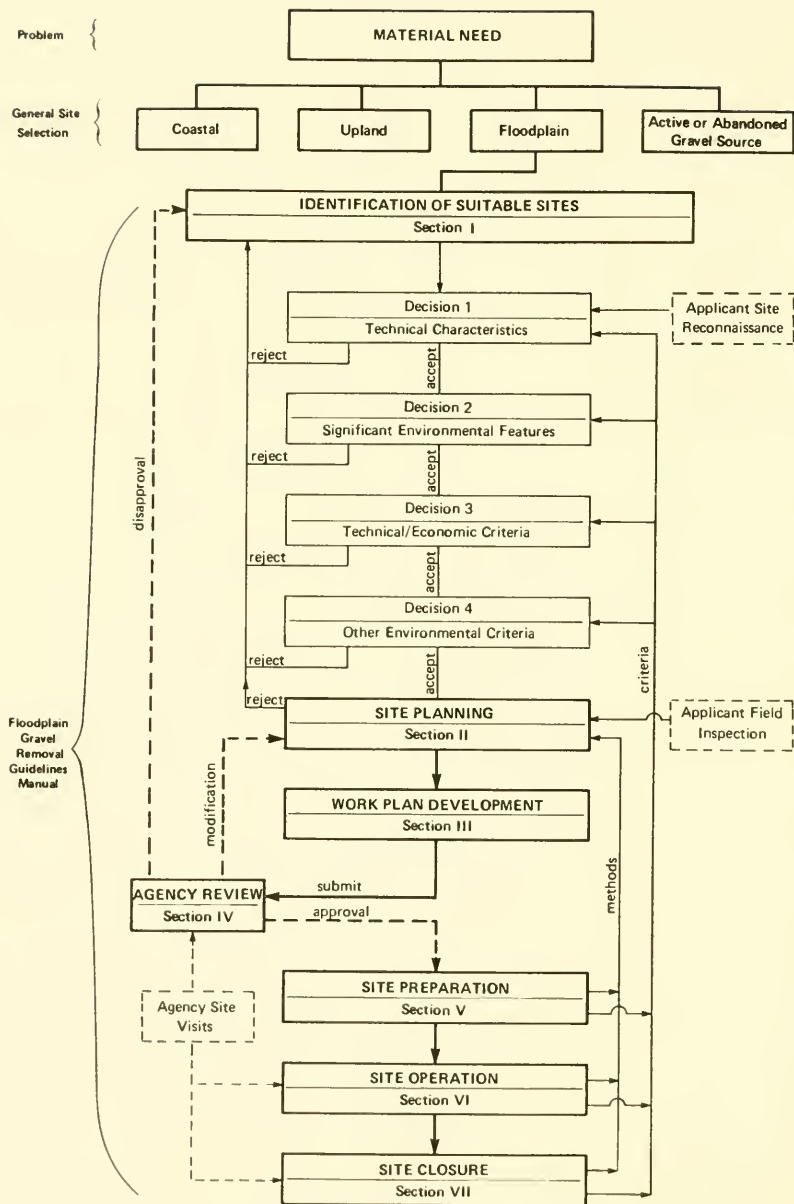 Problem
MATERIAL NEED
General Site
Selection
Coastal
Upland
Floodplain
Active or Abandoned
Gravel Source
IDENTIFICATION OF SUITABLE SITES
Section I
Decision 1
Technical Characteristics
Applicant Site
Reconnaissance
reject
accept
Decision 2
Significant Environmental Features
reject
accept
disapproval
Decision 3
Technical/Economic Criteria
reject
accept
Decision 4
Other Environmental Criteria
reject
accept
criteria
reject
SITE PLANNING
Section II
Applicant Field
Inspection
Floodplain
Gravel
Removal
Guidelines
Manual
modification
WORK PLAN DEVELOPMENT
Section III
methods
AGENCY REVIEW
Section IV
submit
approval
SITE PREPARATION
Section V
Agency Site
Visits
SITE OPERATION
Section VI
SITE CLOSURE
Section VII